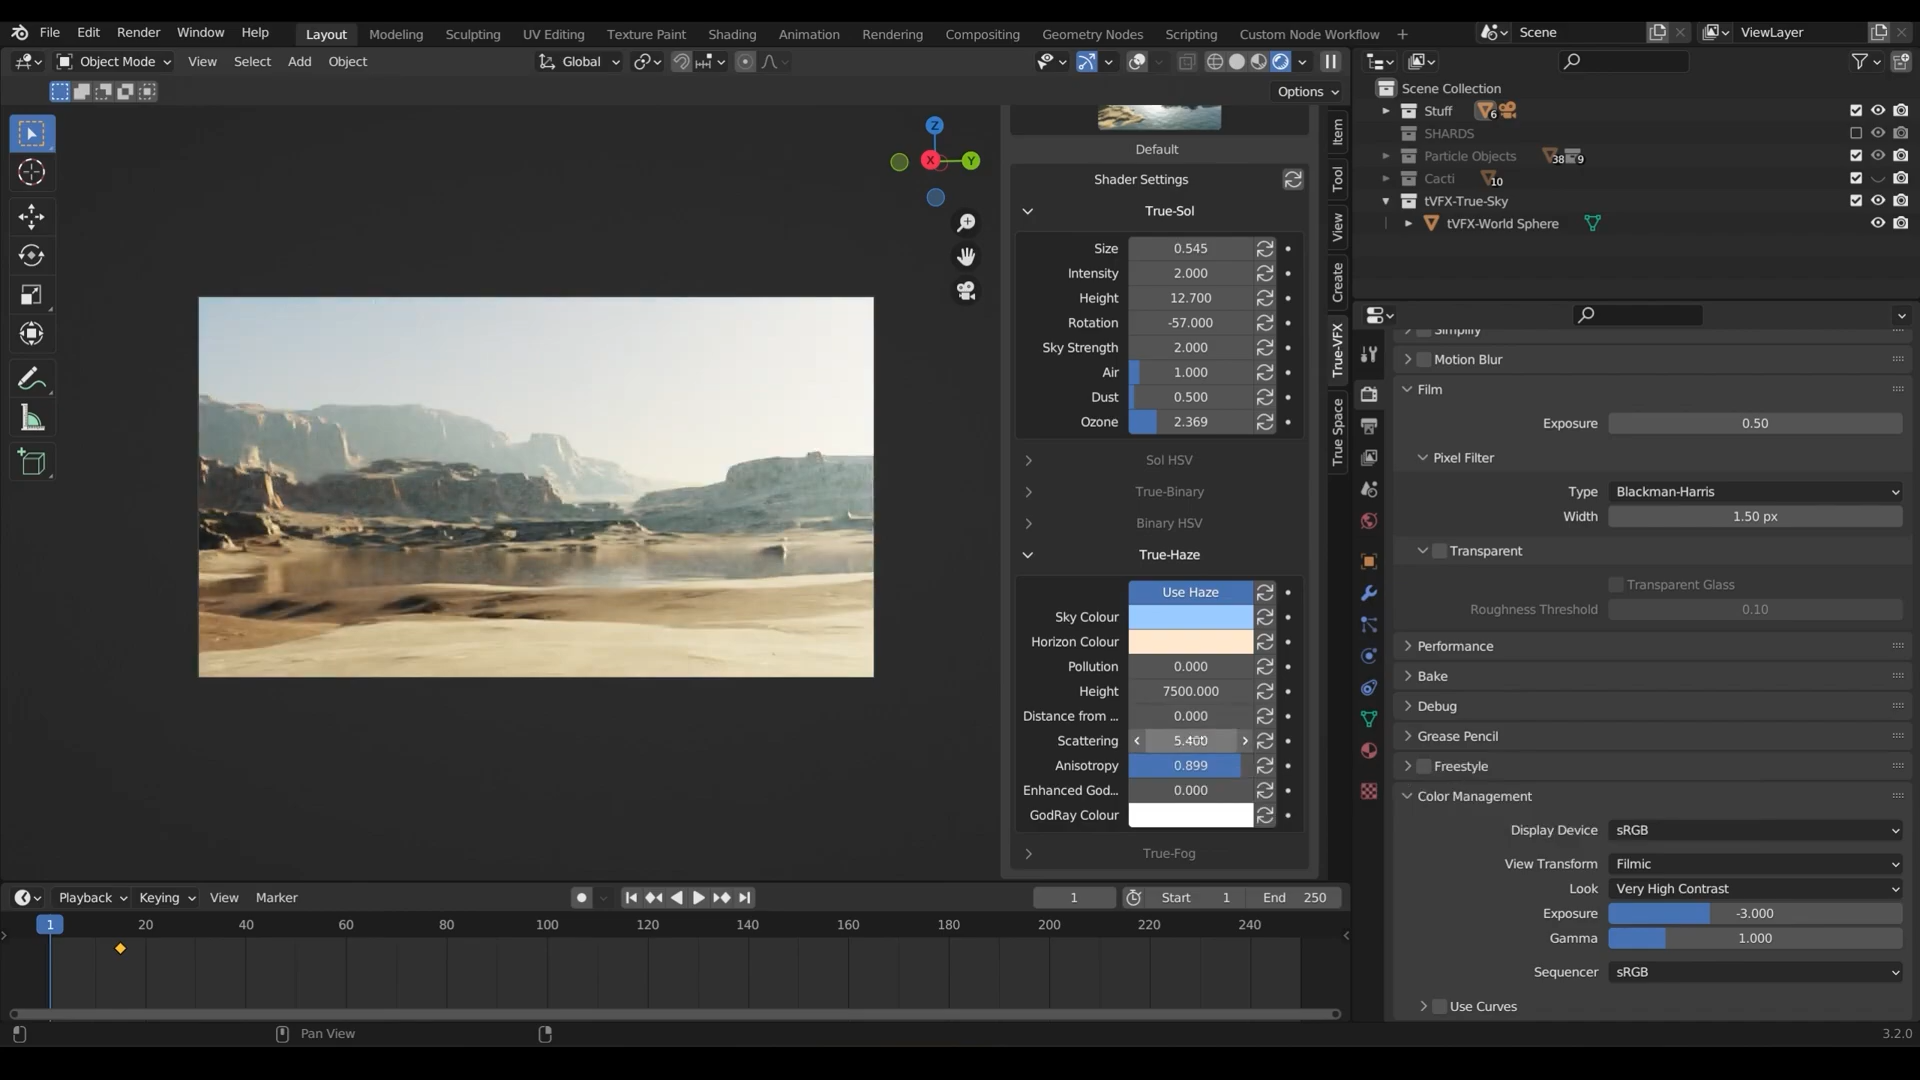 File Edit Render Window Help Layout Modeling Sculpting UV Editing Texture Paint Shading Animation Rendering Compositing Geometry Nodes Scripting Custom Node Workflow + Scene ViewLayer
Object Mode View Select Add Object Global
Options
Z
X Y
Item
Tool
View
Create
True-VFX
True Space
Default
Shader Settings
True-Sol
Size 0.545
Intensity 2.000
Height 12.700
Rotation -57.000
Sky Strength 2.000
Air 1.000
Dust 0.500
Ozone 2.369
Sol HSV
True-Binary
Binary HSV
True-Haze
Use Haze
Sky Colour
Horizon Colour
Pollution 0.000
Height 7500.000
Distance from ... 0.000
Scattering 5.400
Anisotropy 0.899
Enhanced God... 0.000
GodRay Colour
True-Fog
Scene Collection
Stuff 6
SHARDS
Particle Objects 38 9
Cacti 10
tVFX-True-Sky
tVFX-World Sphere
Simplify
Motion Blur
Film
Exposure 0.50
Pixel Filter
Type Blackman-Harris
Width 1.50 px
Transparent
Transparent Glass
Roughness Threshold 0.10
Performance
Bake
Debug
Grease Pencil
Freestyle
Color Management
Display Device sRGB
View Transform Filmic
Look Very High Contrast
Exposure -3.000
Gamma 1.000
Sequencer sRGB
Use Curves
Playback Keying View Marker 1 Start 1 End 250
1 20 40 60 80 100 120 140 160 180 200 220 240
Pan View 3.2.0